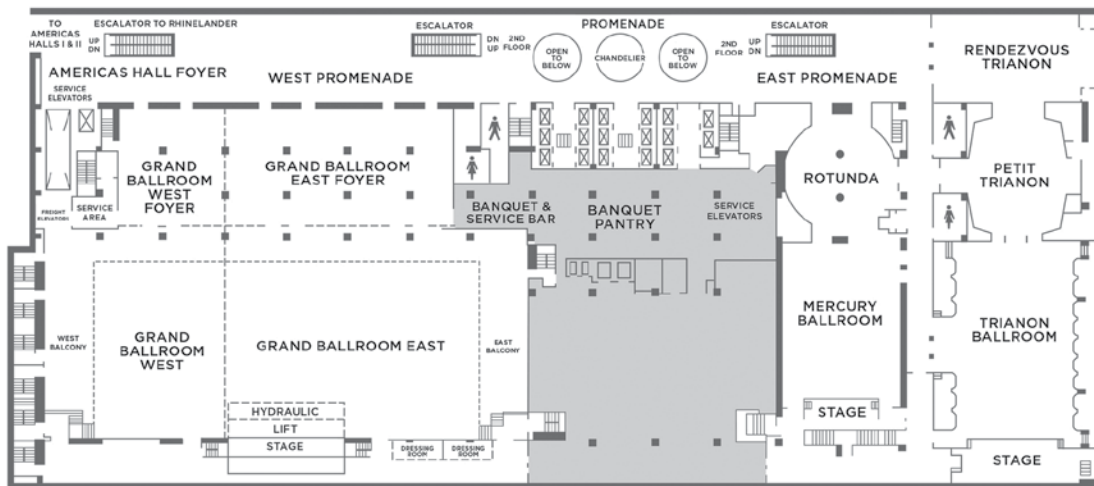 TO
AMERICAS
HALLS I & II
UP
DN
ESCALATOR TO RHINELANDER
ESCALATOR
DN
UP
2ND
FLOOR
PROMENADE
OPEN
TO
BELOW
CHANDELIER
OPEN
TO
BELOW
2ND
FLOOR
UP
DN
ESCALATOR
RENDEZVOUS
TRIANON
AMERICAS HALL FOYER
WEST PROMENADE
EAST PROMENADE
SERVICE
ELEVATORS
GRAND
BALLROOM
WEST
FOYER
GRAND BALLROOM
EAST FOYER
ROTUNDA
PETIT
TRIANON
FREIGHT
ELEVATORS
SERVICE
AREA
BANQUET &
SERVICE BAR
BANQUET
PANTRY
SERVICE
ELEVATORS
MERCURY
BALLROOM
TRIANON
BALLROOM
WEST
BALCONY
GRAND
BALLROOM
WEST
GRAND BALLROOM EAST
EAST
BALCONY
HYDRAULIC
LIFT
STAGE
DRESSING
ROOM
DRESSING
ROOM
STAGE
STAGE